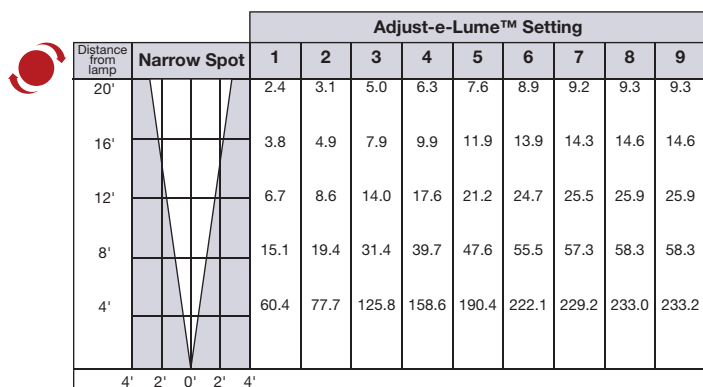 Adjust-e-Lume™ Setting
Distance from lamp Narrow Spot 1 2 3 4 5 6 7 8 9
20' 2.4 3.1 5.0 6.3 7.6 8.9 9.2 9.3 9.3
16' 3.8 4.9 7.9 9.9 11.9 13.9 14.3 14.6 14.6
12' 6.7 8.6 14.0 17.6 21.2 24.7 25.5 25.9 25.9
8' 15.1 19.4 31.4 39.7 47.6 55.5 57.3 58.3 58.3
4' 60.4 77.7 125.8 158.6 190.4 222.1 229.2 233.0 233.2
4' 2' 0' 2' 4'